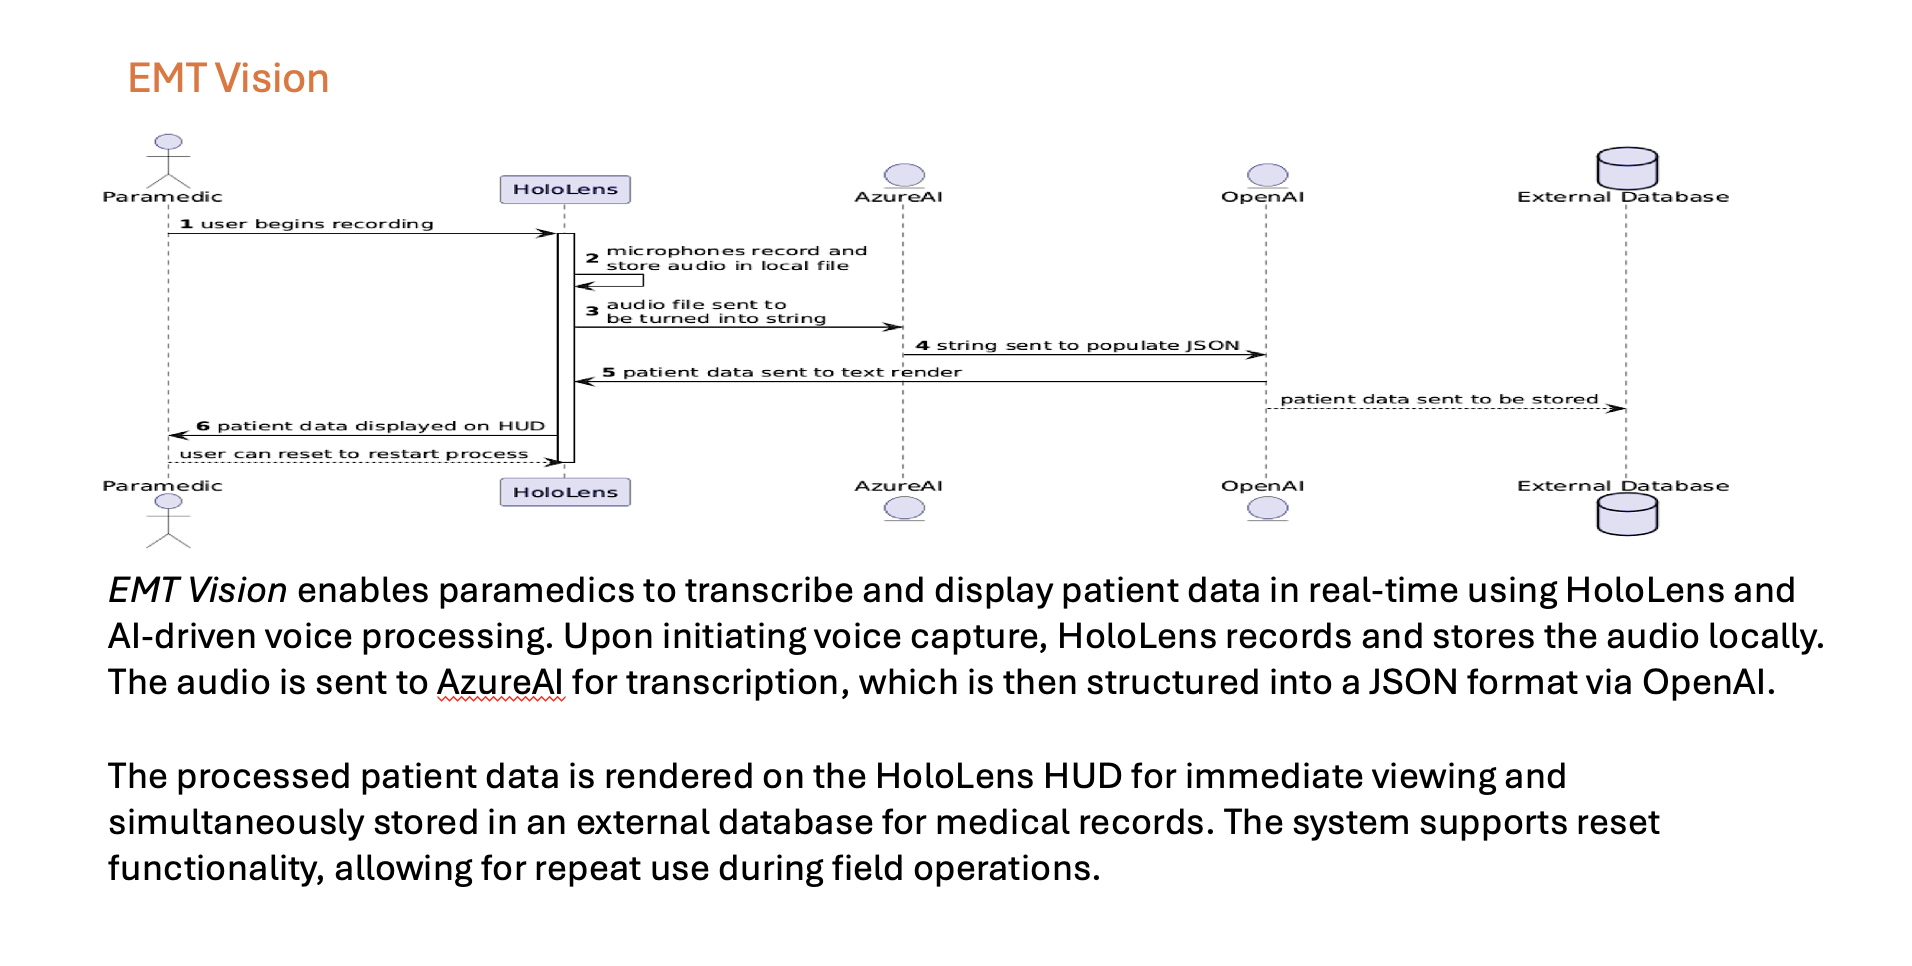 EMT Vision
Paramedic
HoloLens
AzureAI
OpenAI
External Database
1 user begins recording
2 microphones record and
store audio in local file
3 audio file sent to
be turned into string
4 string sent to populate JSON
5 patient data sent to text render
patient data sent to be stored
6 patient data displayed on HUD
user can reset to restart process
Paramedic
HoloLens
AzureAI
OpenAI
External Database
EMT Vision enables paramedics to transcribe and display patient data in real-time using HoloLens and
AI-driven voice processing. Upon initiating voice capture, HoloLens records and stores the audio locally.
The audio is sent to AzureAI for transcription, which is then structured into a JSON format via OpenAI.
The processed patient data is rendered on the HoloLens HUD for immediate viewing and
simultaneously stored in an external database for medical records. The system supports reset
functionality, allowing for repeat use during field operations.